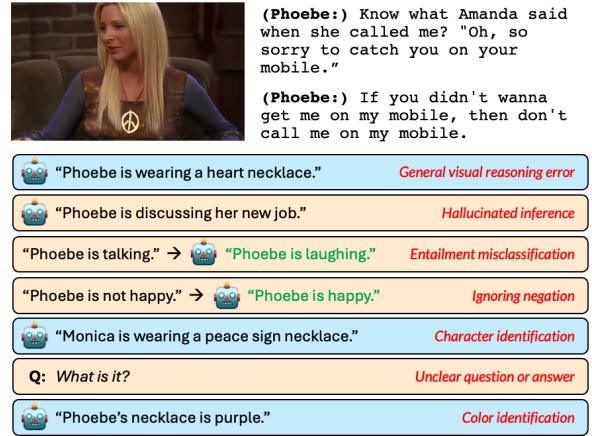 (Phoebe:) Know what Amanda said
when she called me? "Oh, so
sorry to catch you on your
mobile.”
(Phoebe:) If you didn't wanna
get me on my mobile, then don't
call me on my mobile.
“Phoebe is wearing a heart necklace.” General visual reasoning error
“Phoebe is discussing her new job.” Hallucinated inference
“Phoebe is talking.” → “Phoebe is laughing.” Entailment misclassification
“Phoebe is not happy.” → “Phoebe is happy.” Ignoring negation
“Monica is wearing a peace sign necklace.” Character identification
Q: What is it? Unclear question or answer
“Phoebe’s necklace is purple.” Color identification